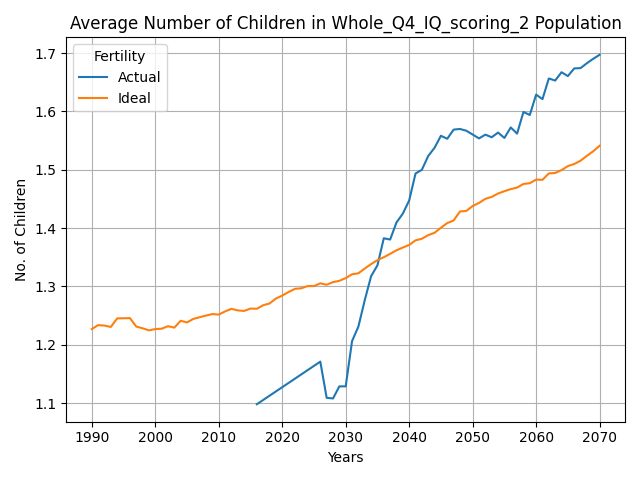 Average Number of Children in Whole_Q4_IQ_scoring_2 Population
Fertility
Actual
Ideal
No. of Children
1.7
1.6
1.5
1.4
1.3
1.2
1.1
1990 2000 2010 2020 2030 2040 2050 2060 2070
Years